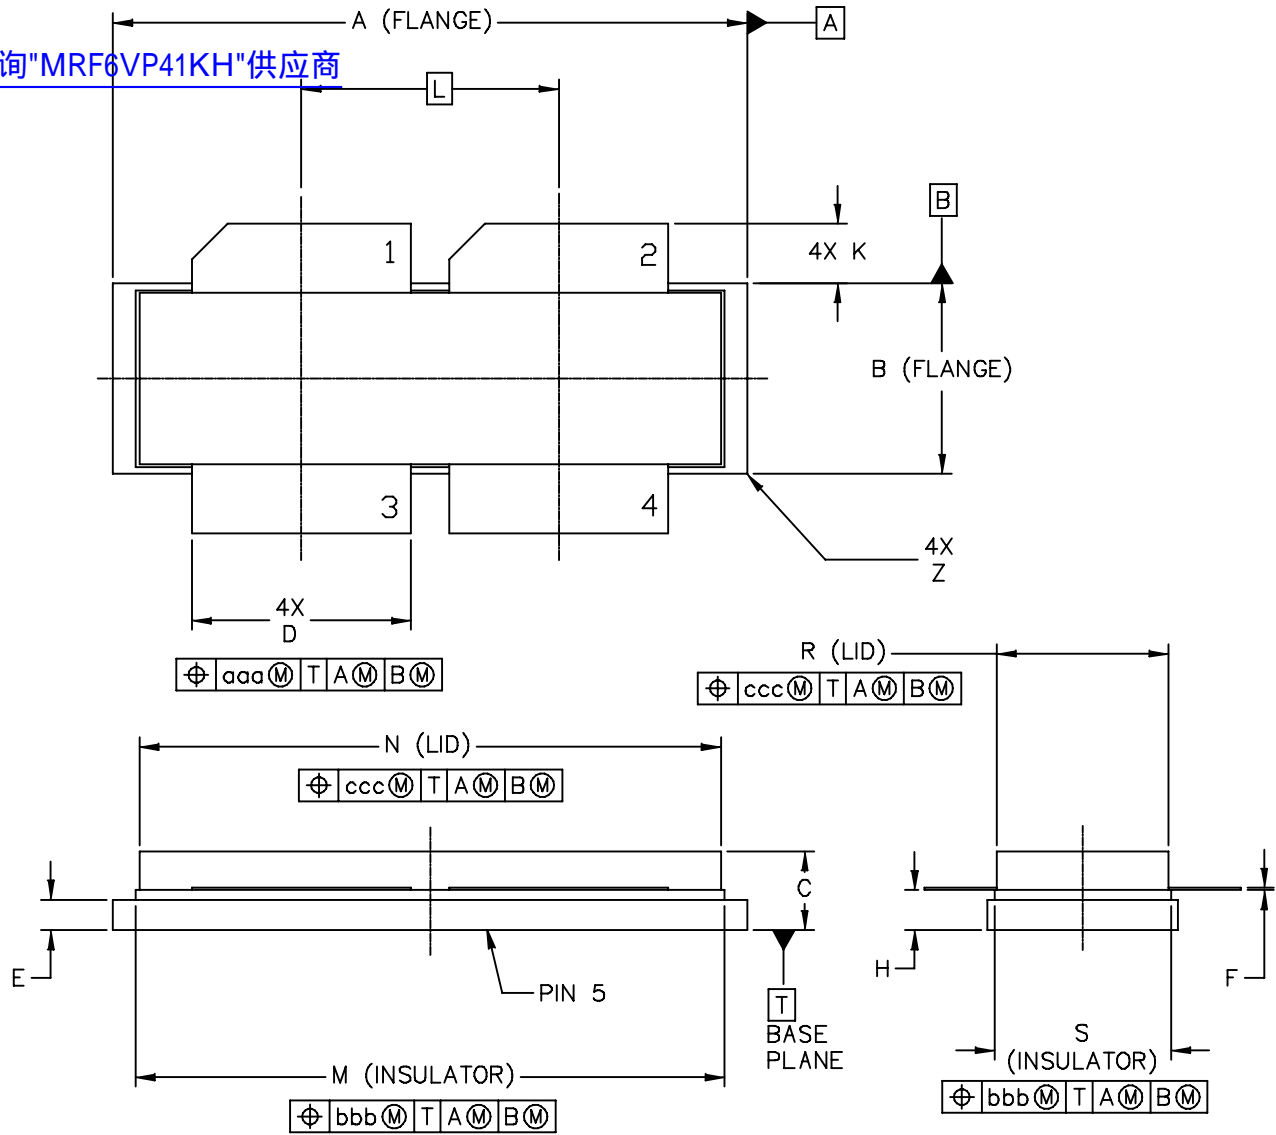 A (FLANGE)
A
询"MRF6VP41KH"供应商
L
B
1
2
4X K
B (FLANGE)
3
4
4X
Z
4X
D
⌖ aaa Ⓜ T A Ⓜ B Ⓜ
R (LID)
⌖ ccc Ⓜ T A Ⓜ B Ⓜ
N (LID)
⌖ ccc Ⓜ T A Ⓜ B Ⓜ
C
E
H
F
PIN 5
T
BASE
PLANE
S
(INSULATOR)
M (INSULATOR)
⌖ bbb Ⓜ T A Ⓜ B Ⓜ
⌖ bbb Ⓜ T A Ⓜ B Ⓜ